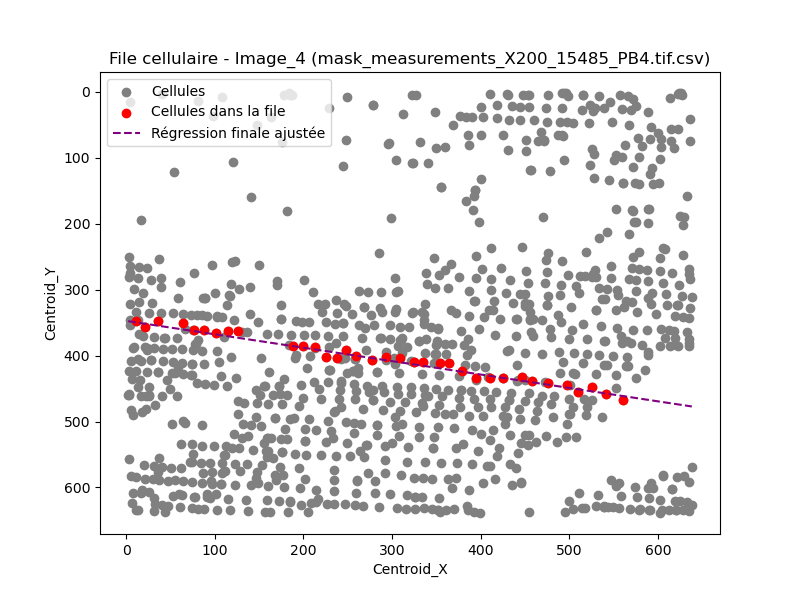 File cellulaire - Image_4 (mask_measurements_X200_15485_PB4.tif.csv)
Cellules
Cellules dans la file
Régression finale ajustée
Centroid_Y
0
100
200
300
400
500
600
0 100 200 300 400 500 600
Centroid_X